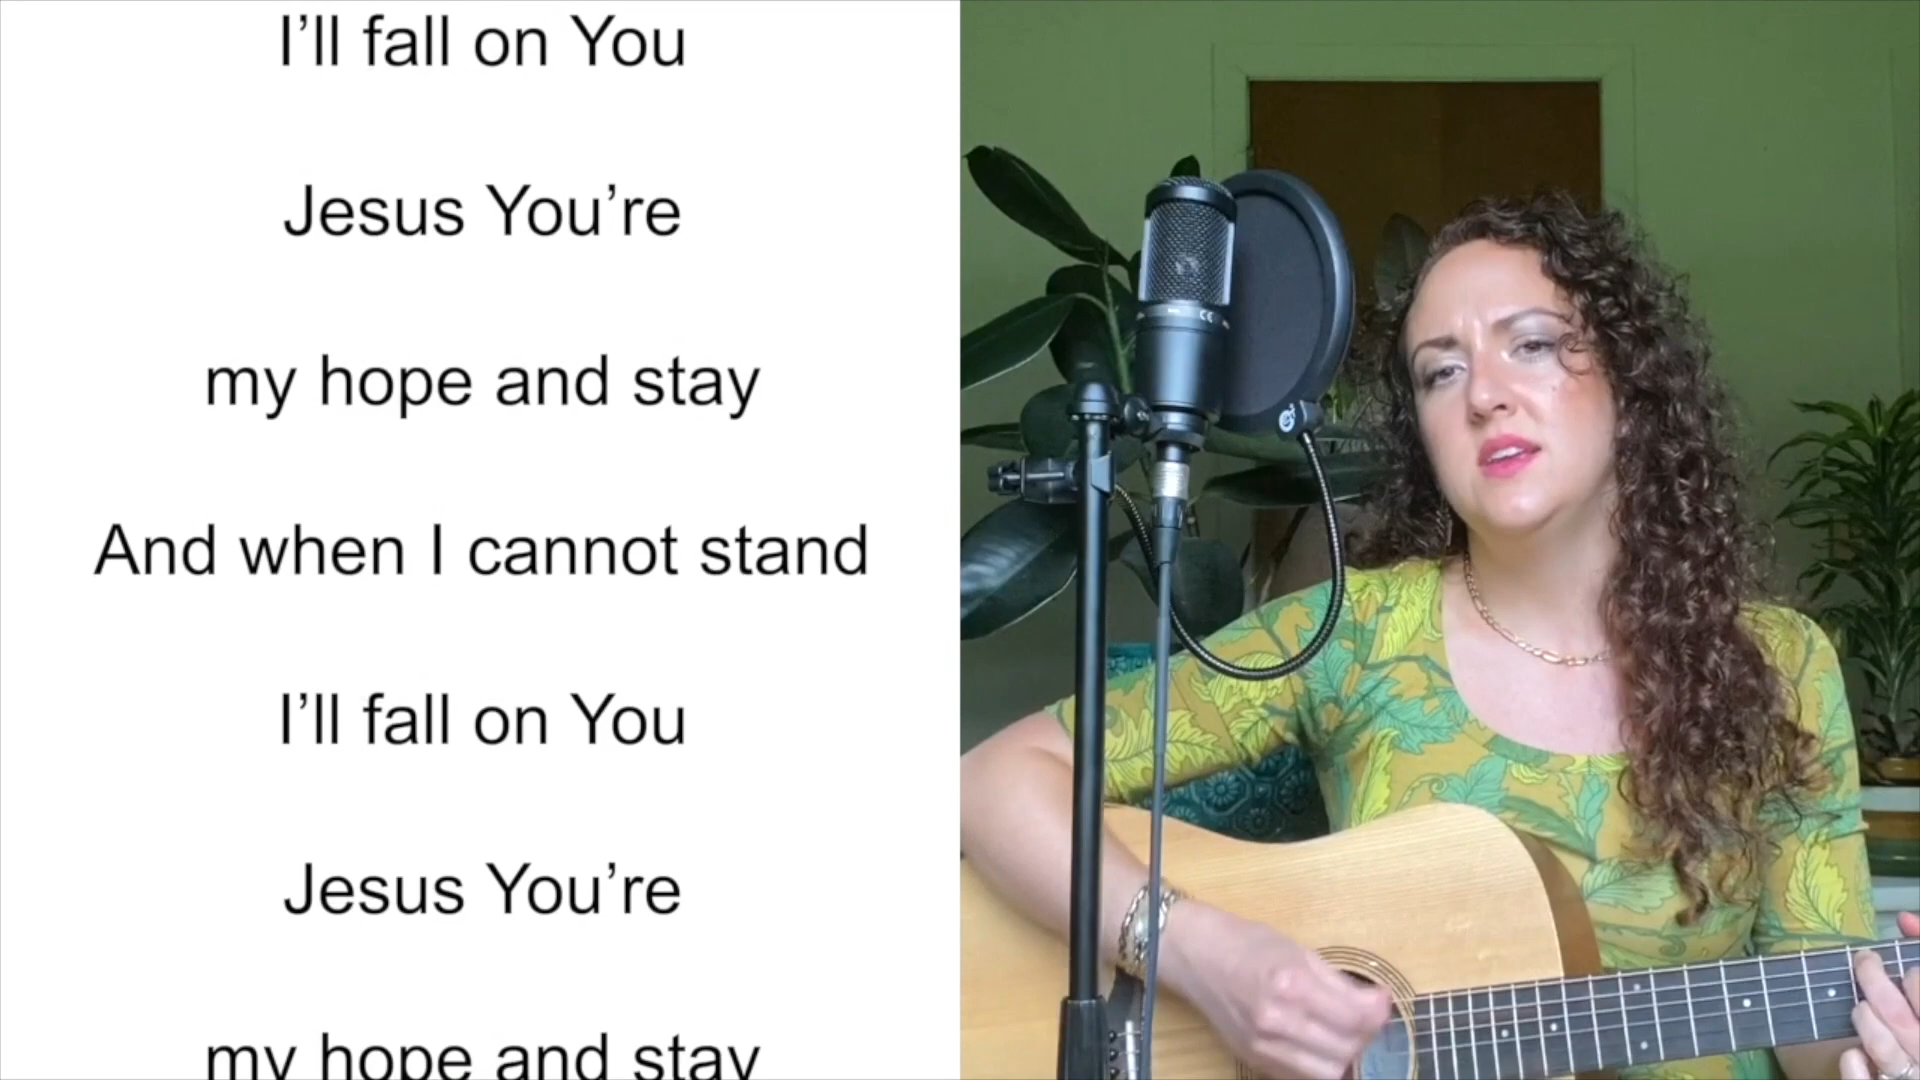 I’ll fall on You
Jesus You’re
my hope and stay
And when I cannot stand
I’ll fall on You
Jesus You’re
my hope and stay
CE